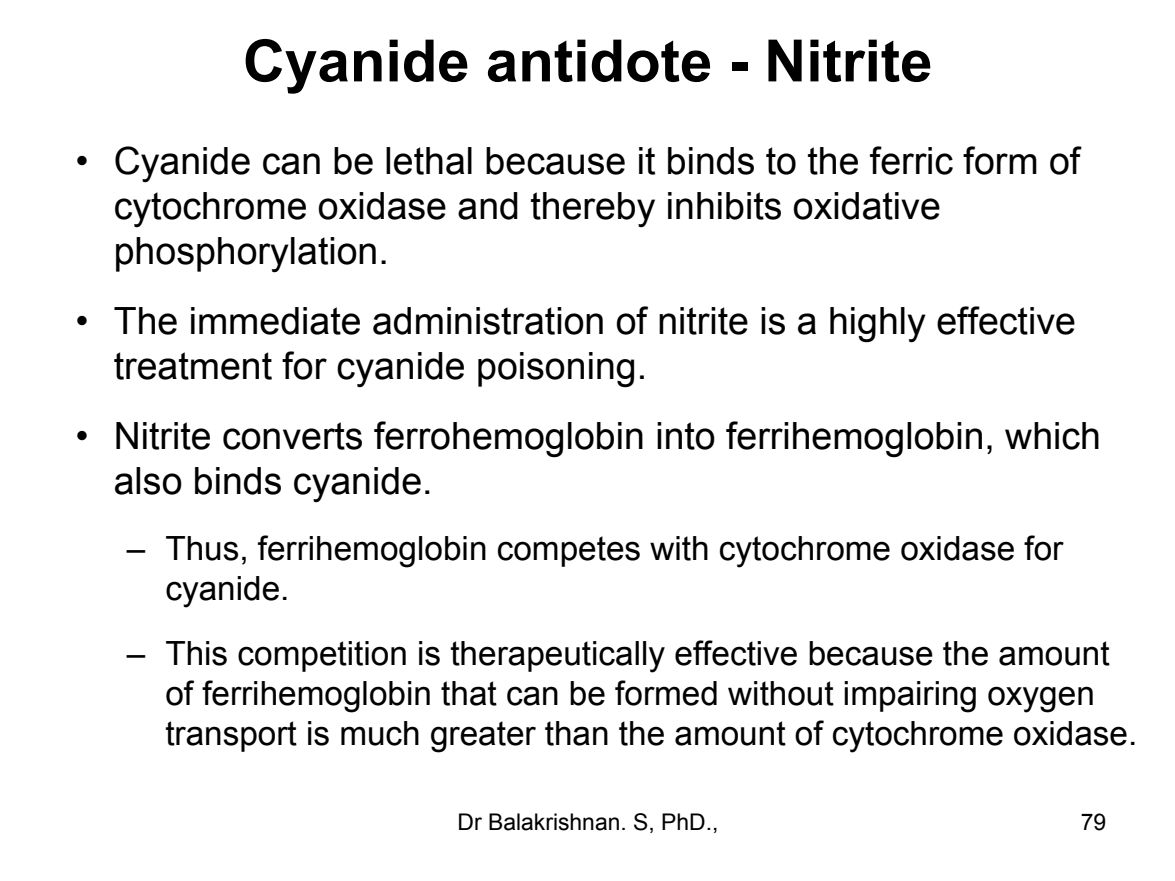 Cyanide antidote - Nitrite
• Cyanide can be lethal because it binds to the ferric form of
cytochrome oxidase and thereby inhibits oxidative
phosphorylation.
• The immediate administration of nitrite is a highly effective
treatment for cyanide poisoning.
• Nitrite converts ferrohemoglobin into ferrihemoglobin, which
also binds cyanide.
– Thus, ferrihemoglobin competes with cytochrome oxidase for
cyanide.
– This competition is therapeutically effective because the amount
of ferrihemoglobin that can be formed without impairing oxygen
transport is much greater than the amount of cytochrome oxidase.
Dr Balakrishnan. S, PhD.,
79